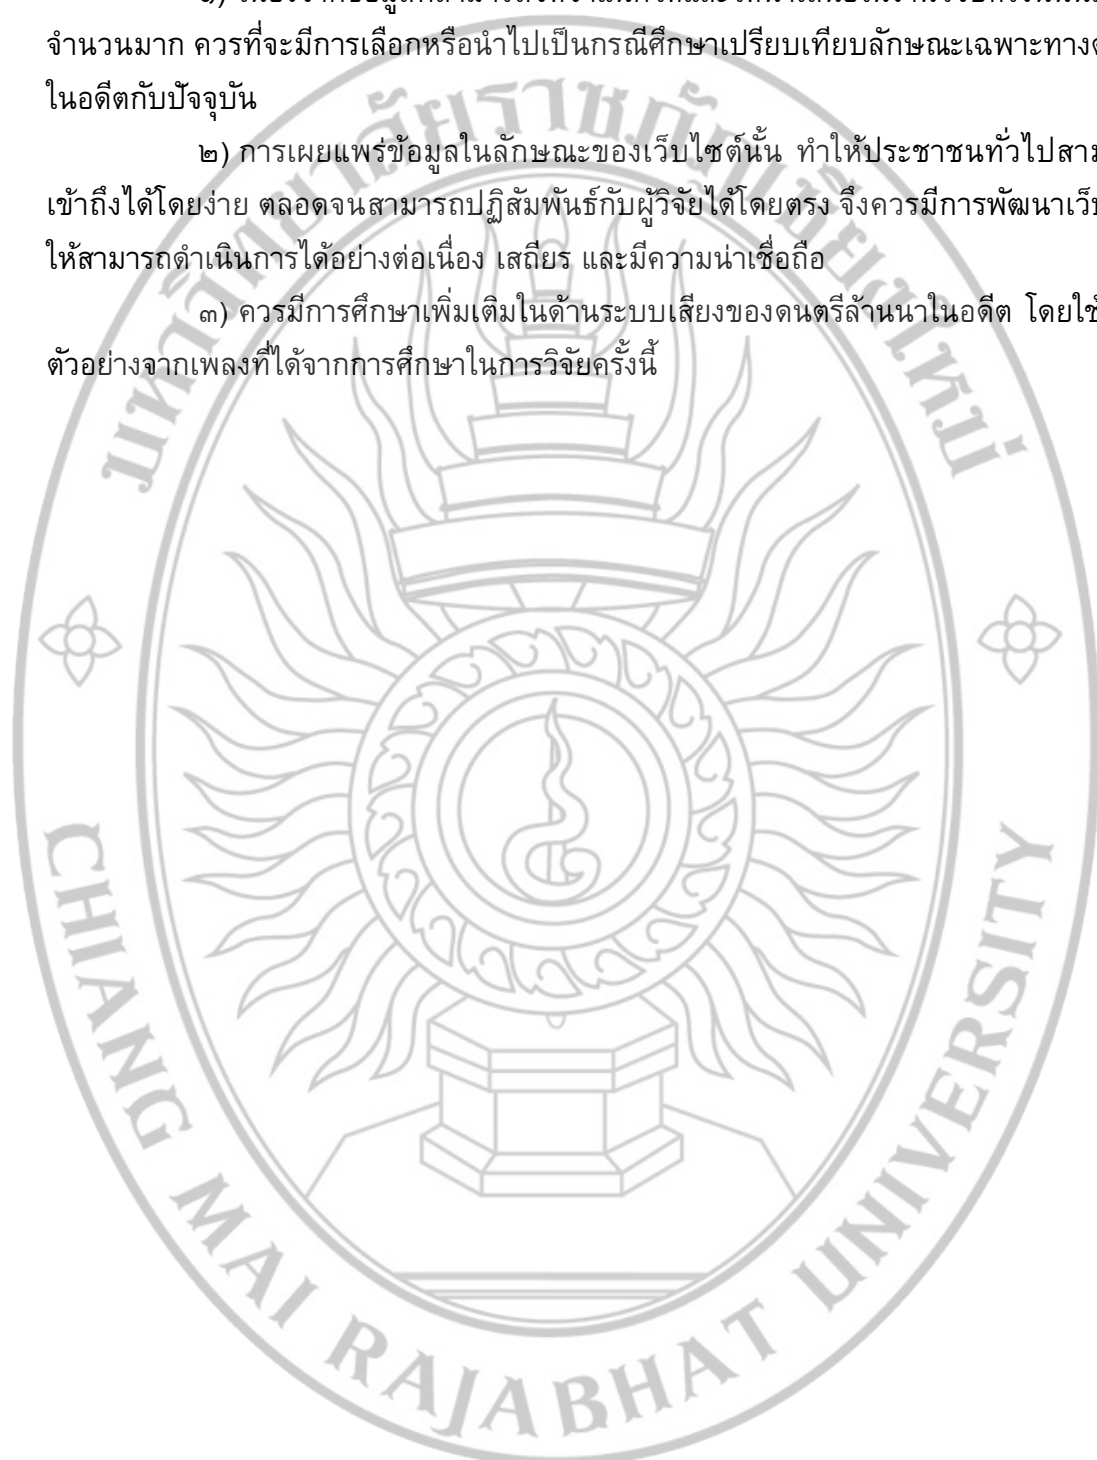 จำนวนมาก ควรที่จะมีการเลือกหรือนำไปเป็นกรณีศึกษาเปรียบเทียบลักษณะเฉพาะทาง
ในอดีตกับปัจจุบัน
๒) การเผยแพร่ข้อมูลในลักษณะของเว็บไซต์นั้น ทำให้ประชาชนทั่วไป
เข้าถึงได้โดยง่าย ตลอดจนสามารถปฏิสัมพันธ์กับผู้วิจัยได้โดยตรง จึงควรมีการพัฒนา
ให้สามารถดำเนินการได้อย่างต่อเนื่อง เสถียร และมีความน่าเชื่อถือ
๓) ควรมีการศึกษาเพิ่มเติมในด้านระบบเสียงของดนตรีล้านนาในอดีต โดยใช้
ตัวอย่างจากเพลงที่ได้จากการศึกษาในการวิจัยครั้งนี้
มหาวิทยาลัยราชภัฏเชียงใหม่
CHIANG MAI RAJABHAT UNIVERSITY